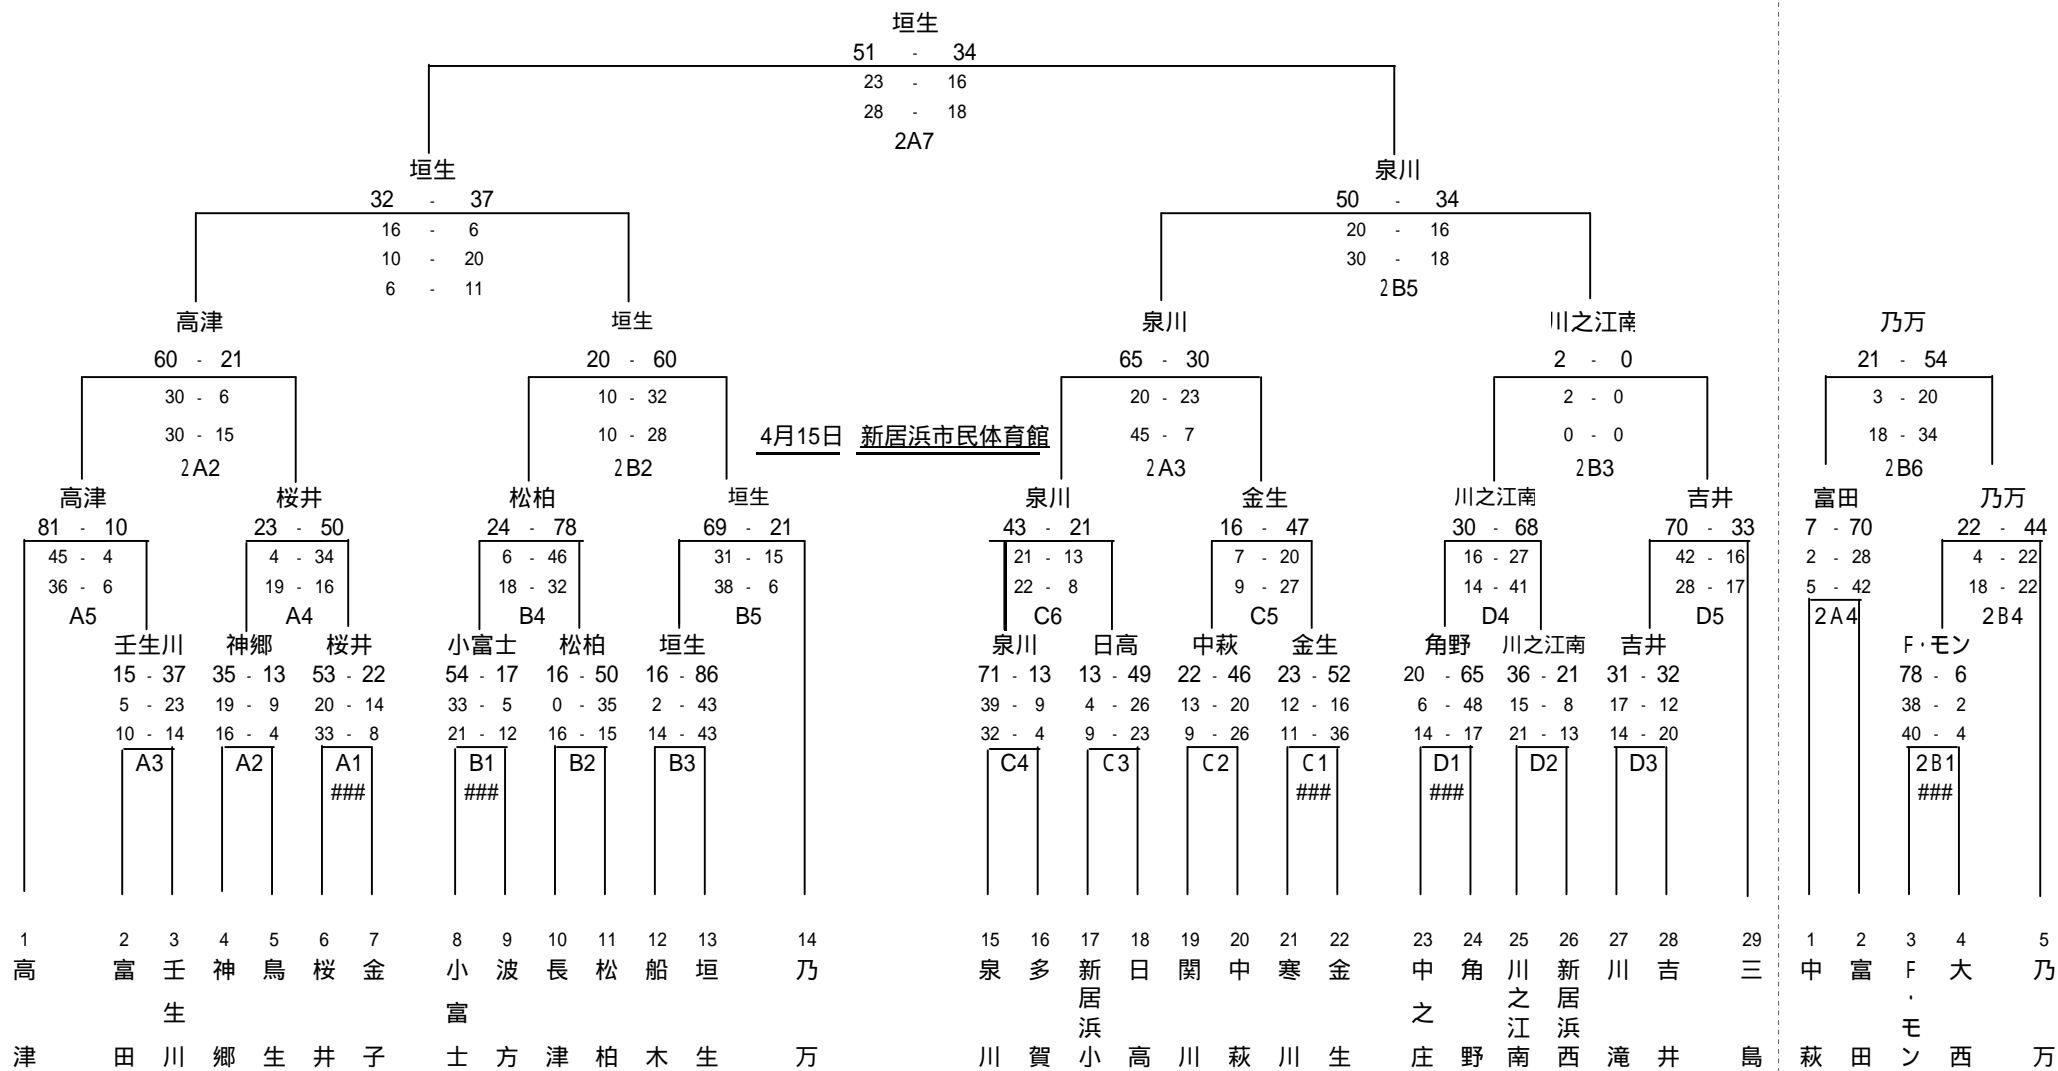 垣生
51 - 34
23 - 16
28 - 18
2A7
垣生 泉川
32 - 37 50 - 34
16 - 6 20 - 16
10 - 20 30 - 18
6 - 11 2B5
高津 垣生 泉川 川之江南 乃万
60 - 21 20 - 60 65 - 30 2 - 0 21 - 54
30 - 6 10 - 32 20 - 23 2 - 0 3 - 20
30 - 15 10 - 28 4月15日 新居浜市民体育館 45 - 7 0 - 0 18 - 34
2A2 2B2 2A3 2B3 2B6
高津 桜井 松柏 垣生 泉川 金生 川之江南 吉井 富田 乃万
81 - 10 23 - 50 24 - 78 69 - 21 43 - 21 16 - 47 30 - 68 70 - 33 7 - 70 22 - 44
45 - 4 4 - 34 6 - 46 31 - 15 21 - 13 7 - 20 16 - 27 42 - 16 2 - 28 4 - 22
36 - 6 19 - 16 18 - 32 38 - 6 22 - 8 9 - 27 14 - 41 28 - 17 5 - 42 18 - 22
A5 A4 B4 B5 C6 C5 D4 D5 2A4 2B4
壬生川 神郷 桜井 小富士 松柏 垣生 泉川 日高 中萩 金生 角野 川之江南 吉井 F・モン
15 - 37 35 - 13 53 - 22 54 - 17 16 - 50 16 - 86 71 - 13 13 - 49 22 - 46 23 - 52 20 - 65 36 - 21 31 - 32 78 - 6
5 - 23 19 - 9 20 - 14 33 - 5 0 - 35 2 - 43 39 - 9 4 - 26 13 - 20 12 - 16 6 - 48 15 - 8 17 - 12 38 - 2
10 - 14 16 - 4 33 - 8 21 - 12 16 - 15 14 - 43 32 - 4 9 - 23 9 - 26 11 - 36 14 - 17 21 - 13 14 - 20 40 - 4
A3 A2 A1 B1 B2 B3 C4 C3 C2 C1 D1 D2 D3 2B1
### ### ### ### ###
1 2 3 4 5 6 7 8 9 10 11 12 13 14 15 16 17 18 19 20 21 22 23 24 25 26 27 28 29 1 2 3 4 5
高津
富田
壬生川
神郷
鳥生
桜井
金子
小富士
波方
長津
松柏
船木
垣生
乃万
泉川
多賀
新居浜小
日高
関川
中萩
寒川
金生
中之庄
角野
川之江南
新居浜西
川滝
吉井
三島
中萩
富田
F・モン
大西
乃万